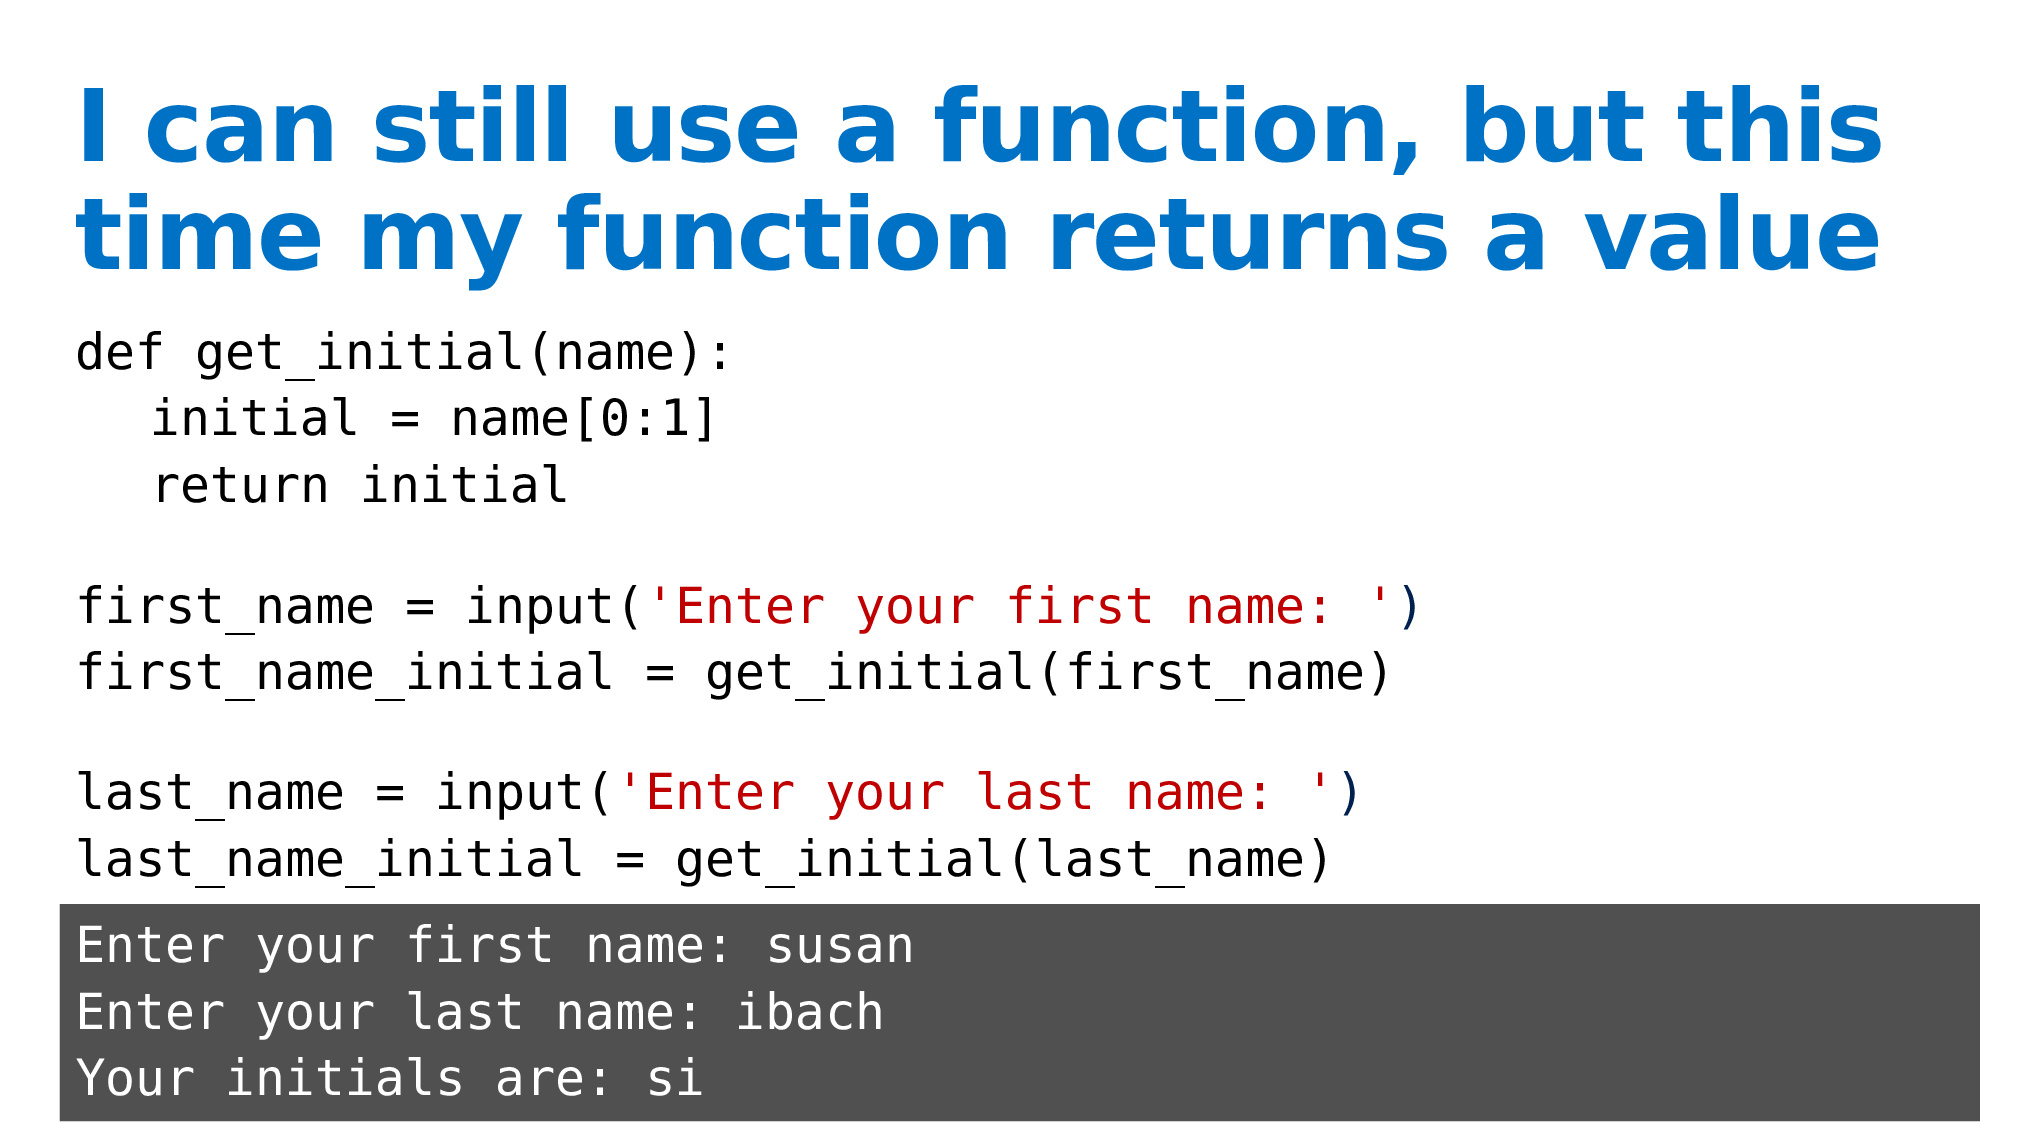 I can still use a function, but this
time my function returns a value
def get_initial(name):
initial = name[0:1]
return initial
first_name = input('Enter your first name: ')
first_name_initial = get_initial(first_name)
last_name = input('Enter your last name: ')
last_name_initial = get_initial(last_name)
Enter your first name: susan
Enter your last name: ibach
Your initials are: si